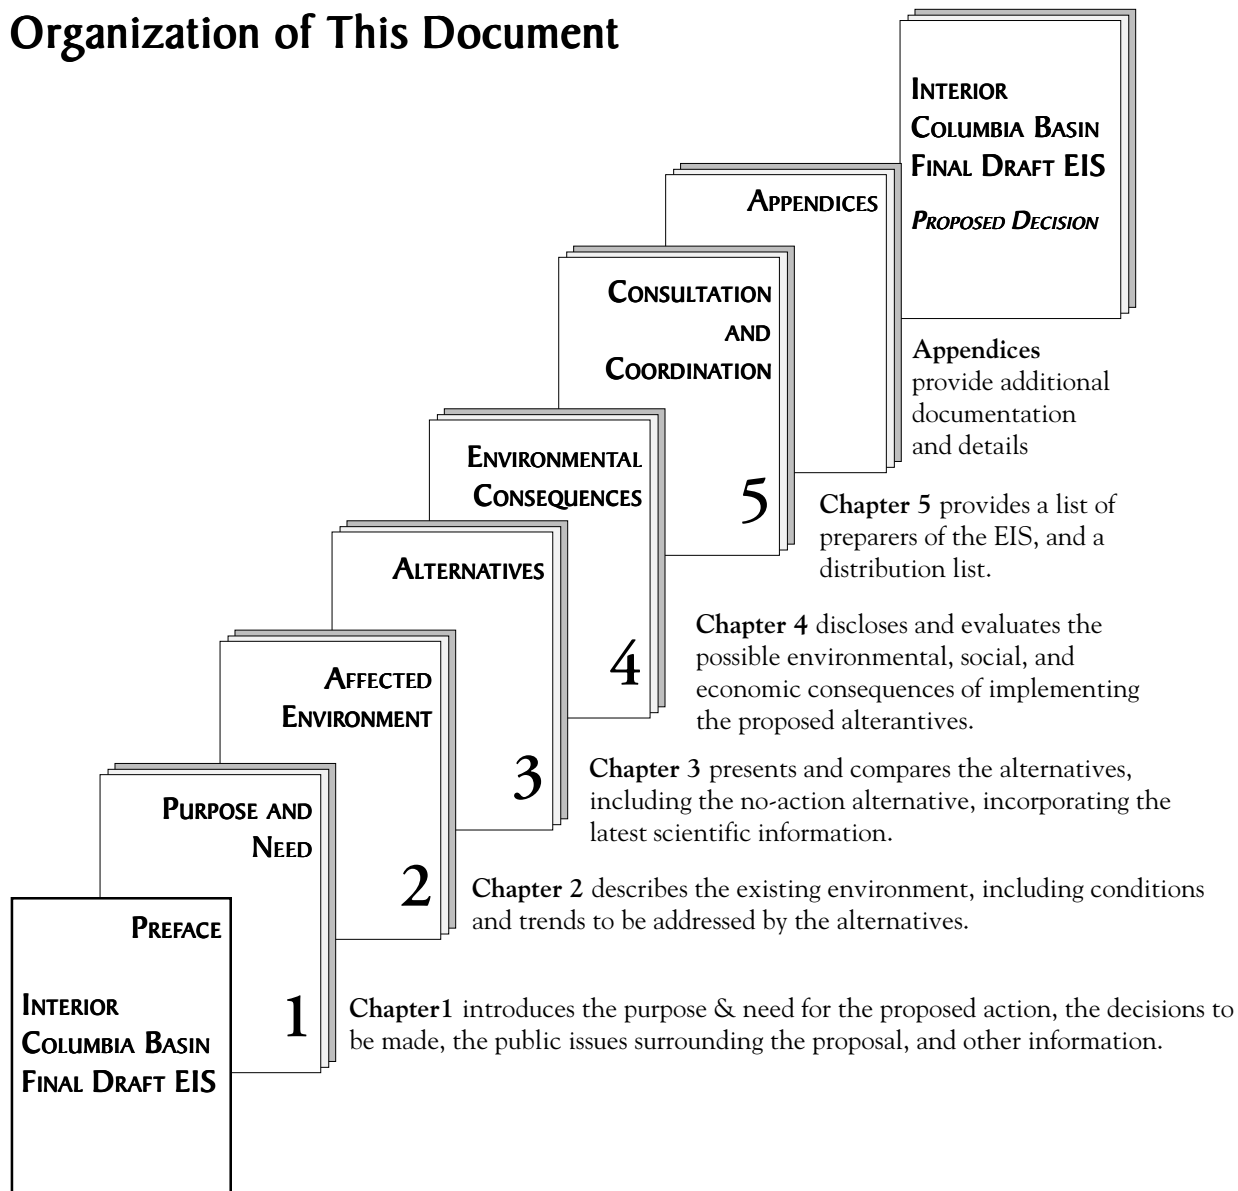 Organization of This Document
INTERIOR
COLUMBIA BASIN
FINAL DRAFT EIS
PROPOSED DECISION
APPENDICES
Appendices
provide additional
documentation
and details
CONSULTATION
AND
COORDINATION
5
Chapter 5 provides a list of
preparers of the EIS, and a
distribution list.
ENVIRONMENTAL
CONSEQUENCES
4
Chapter 4 discloses and evaluates the
possible environmental, social, and
economic consequences of implementing
the proposed alterantives.
ALTERNATIVES
3
Chapter 3 presents and compares the alternatives,
including the no-action alternative, incorporating the
latest scientific information.
AFFECTED
ENVIRONMENT
2
Chapter 2 describes the existing environment, including conditions
and trends to be addressed by the alternatives.
PURPOSE AND
NEED
1
Chapter1 introduces the purpose & need for the proposed action, the decisions to
be made, the public issues surrounding the proposal, and other information.
PREFACE
INTERIOR
COLUMBIA BASIN
FINAL DRAFT EIS